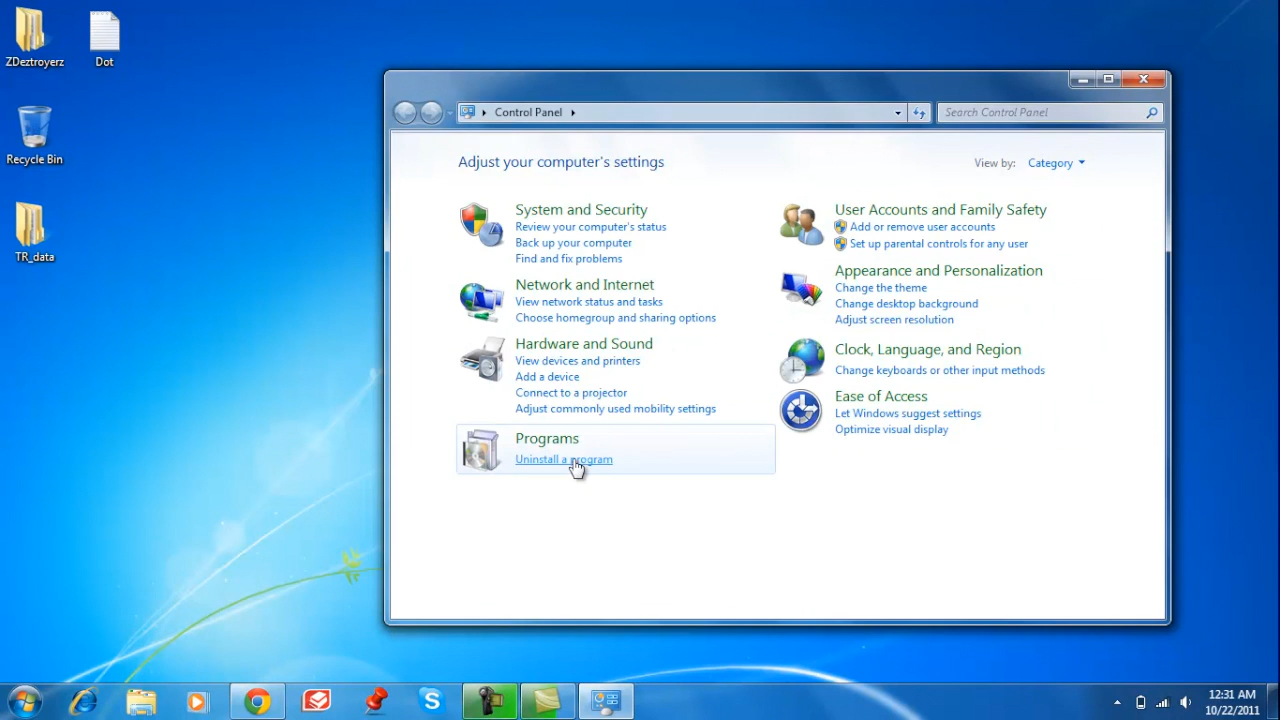 ZDeztroyerz
Dot
Recycle Bin
TR_data
Control Panel
Search Control Panel
Adjust your computer's settings
View by: Category
System and Security
Review your computer's status
Back up your computer
Find and fix problems
Network and Internet
View network status and tasks
Choose homegroup and sharing options
Hardware and Sound
View devices and printers
Add a device
Connect to a projector
Adjust commonly used mobility settings
Programs
Uninstall a program
User Accounts and Family Safety
Add or remove user accounts
Set up parental controls for any user
Appearance and Personalization
Change the theme
Change desktop background
Adjust screen resolution
Clock, Language, and Region
Change keyboards or other input methods
Ease of Access
Let Windows suggest settings
Optimize visual display
12:31 AM
10/22/2011